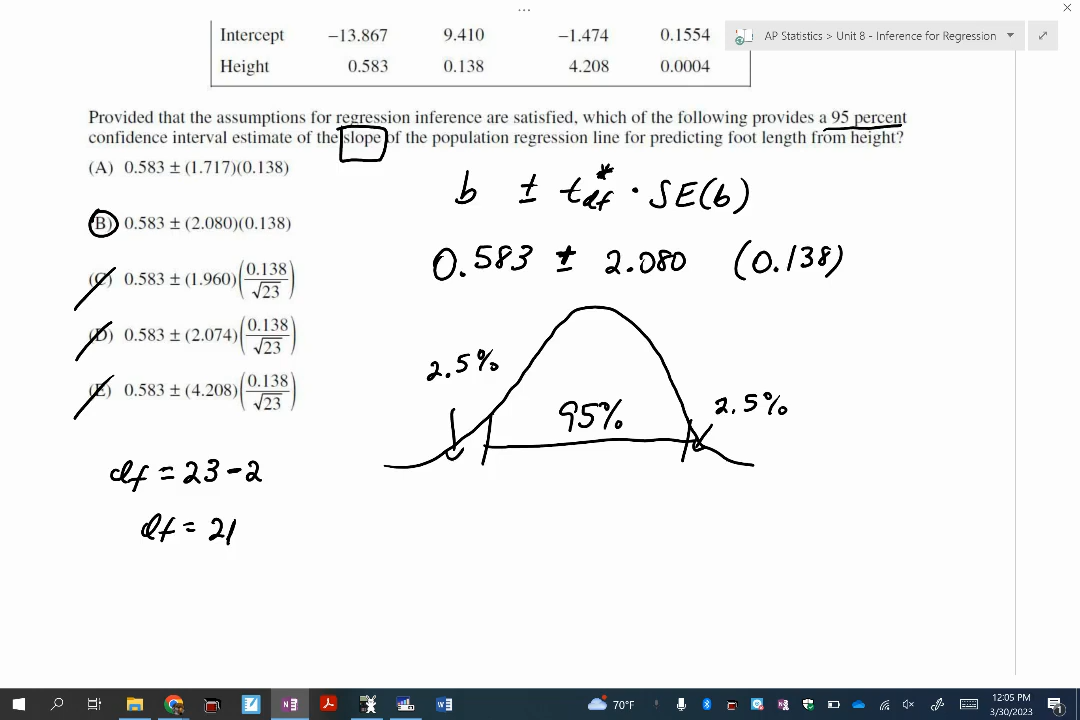 ...
Intercept −13.867 9.410 −1.474 0.1554
Height 0.583 0.138 4.208 0.0004
AP Statistics > Unit 8 - Inference for Regression
Provided that the assumptions for regression inference are satisfied, which of the following provides a 95 percent
confidence interval estimate of the slope of the population regression line for predicting foot length from height?
(A) 0.583 ± (1.717)(0.138)
(B) 0.583 ± (2.080)(0.138)
(C) 0.583 ± (1.960)(0.138/√23)
(D) 0.583 ± (2.074)(0.138/√23)
(E) 0.583 ± (4.208)(0.138/√23)
b ± t*df · SE(b)
0.583 ± 2.080 (0.138)
2.5%
95%
2.5%
df = 23-2
df = 21
70°F
12:05 PM
3/30/2023
1